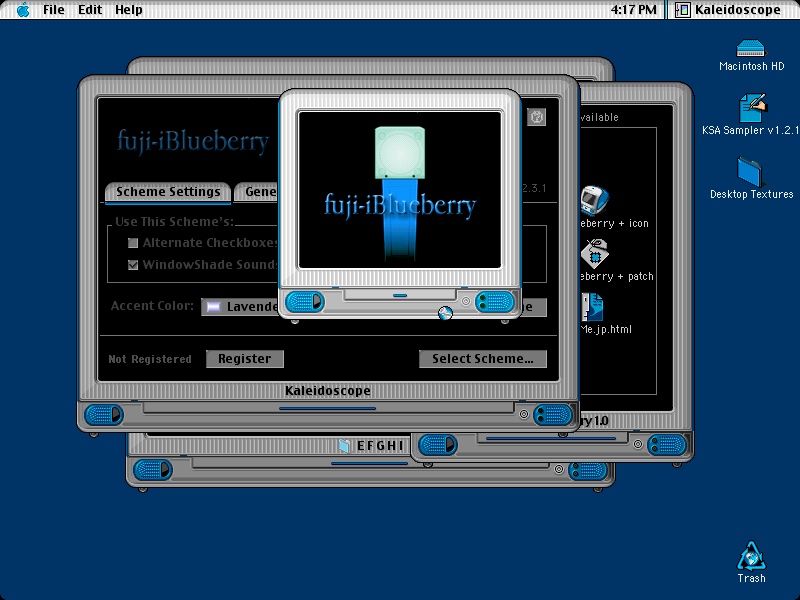 File Edit Help
4:17 PM
Kaleidoscope
Macintosh HD
KSA Sampler v1.2.1
Desktop Textures
fuji-iBlueberry
Scheme Settings
Gene
2.3.1
Use This Scheme's:
Alternate Checkboxes
WindowShade Sounds
Accent Color:
Lavende
e
Not Registered
Register
Select Scheme...
Kaleidoscope
fuji-iBlueberry
vailable
eberry + icon
eberry + patch
Me.jp.html
ry 1.0
E F G H I
Trash